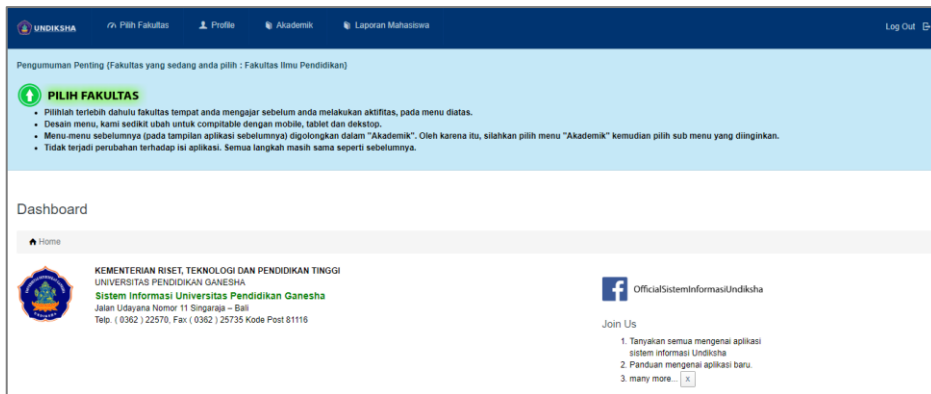 UNDIKSHA Pilih Fakultas Profile Akademik Laporan Mahasiswa Log Out
Pengumuman Penting {Fakultas yang sedang anda pilih : Fakultas Ilmu Pendidikan}
PILIH FAKULTAS
Pilihlah terlebih dahulu fakultas tempat anda mengajar sebelum anda melakukan aktifitas, pada menu diatas.
Desain menu, kami sedikit ubah untuk compitable dengan mobile, tablet dan dekstop.
Menu-menu sebelumnya (pada tampilan aplikasi sebelumnya) digolongkan dalam "Akademik". Oleh karena itu, silahkan pilih menu "Akademik" kemudian pilih sub menu yang diinginkan.
Tidak terjadi perubahan terhadap isi aplikasi. Semua langkah masih sama seperti sebelumnya.
Dashboard
Home
KEMENTERIAN RISET, TEKNOLOGI DAN PENDIDIKAN TINGGI
UNIVERSITAS PENDIDIKAN GANESHA
Sistem Informasi Universitas Pendidikan Ganesha
Jalan Udayana Nomor 11 Singaraja – Bali
Telp. ( 0362 ) 22570, Fax ( 0362 ) 25735 Kode Post 81116
OfficialSistemInformasiUndiksha
Join Us
1. Tanyakan semua mengenai aplikasi
sistem informasi Undiksha
2. Panduan mengenai aplikasi baru.
3. many more... x